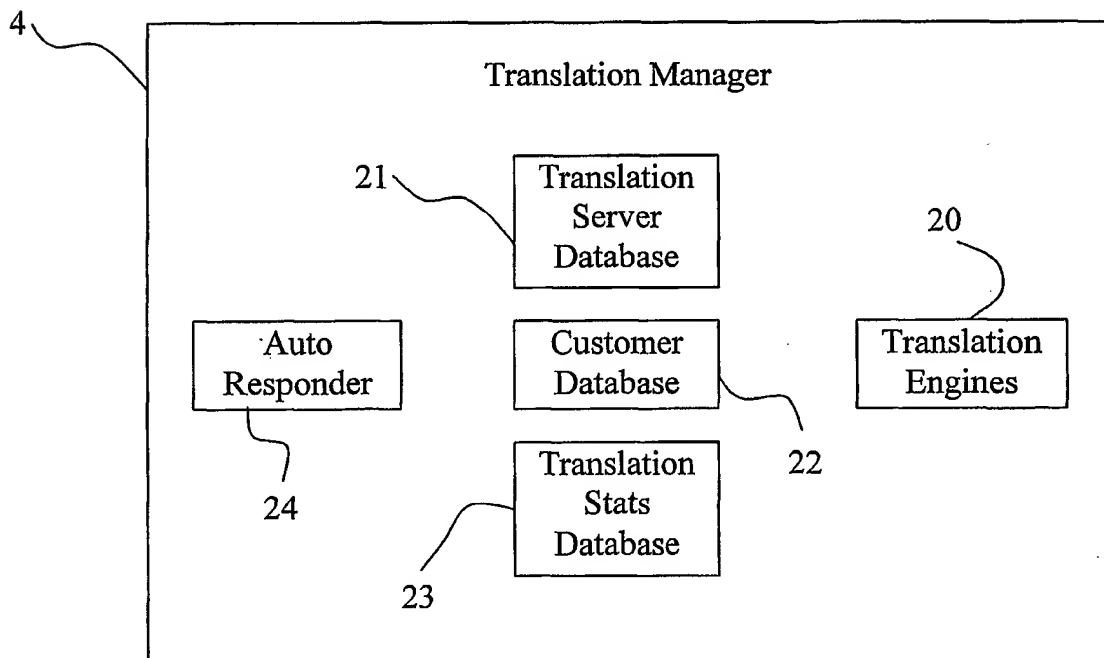 4
Translation Manager
21
Translation
Server
Database
20
Auto
Responder
Customer
Database
Translation
Engines
24
Translation
Stats
Database
22
23